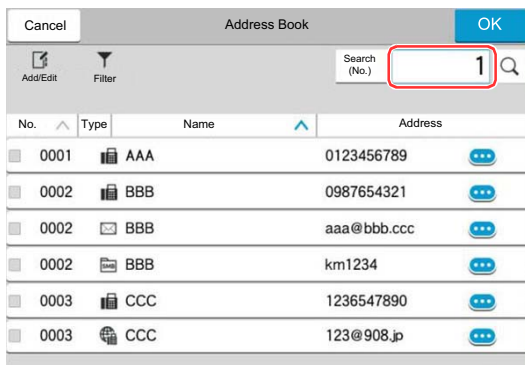 Cancel Address Book OK
Add/Edit Filter Search (No.) 1
No. Type Name Address
0001 AAA 0123456789
0002 BBB 0987654321
0002 BBB aaa@bbb.ccc
0002 SMB BBB km1234
0003 CCC 1236547890
0003 CCC 123@908.jp